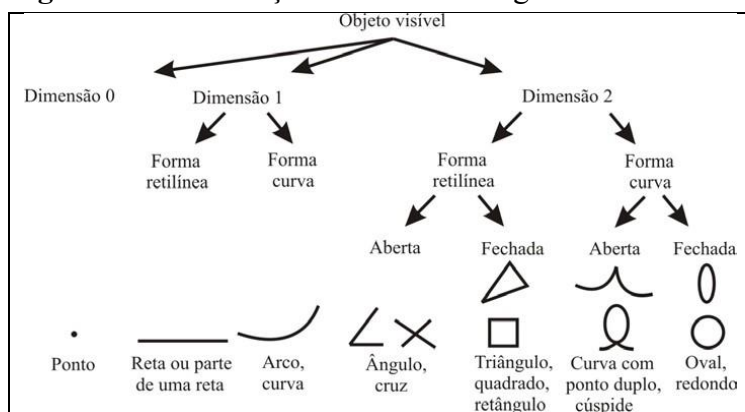 Objeto visível
Dimensão 0 Dimensão 1 Dimensão 2
Forma retilínea
Forma curva
Forma retilínea
Forma curva
Aberta Fechada Aberta Fechada
Ponto
Reta ou parte
de uma reta
Arco,
curva
Ângulo,
cruz
Triângulo,
quadrado,
retângulo
Curva com
ponto duplo,
cúspide
Oval,
redondo